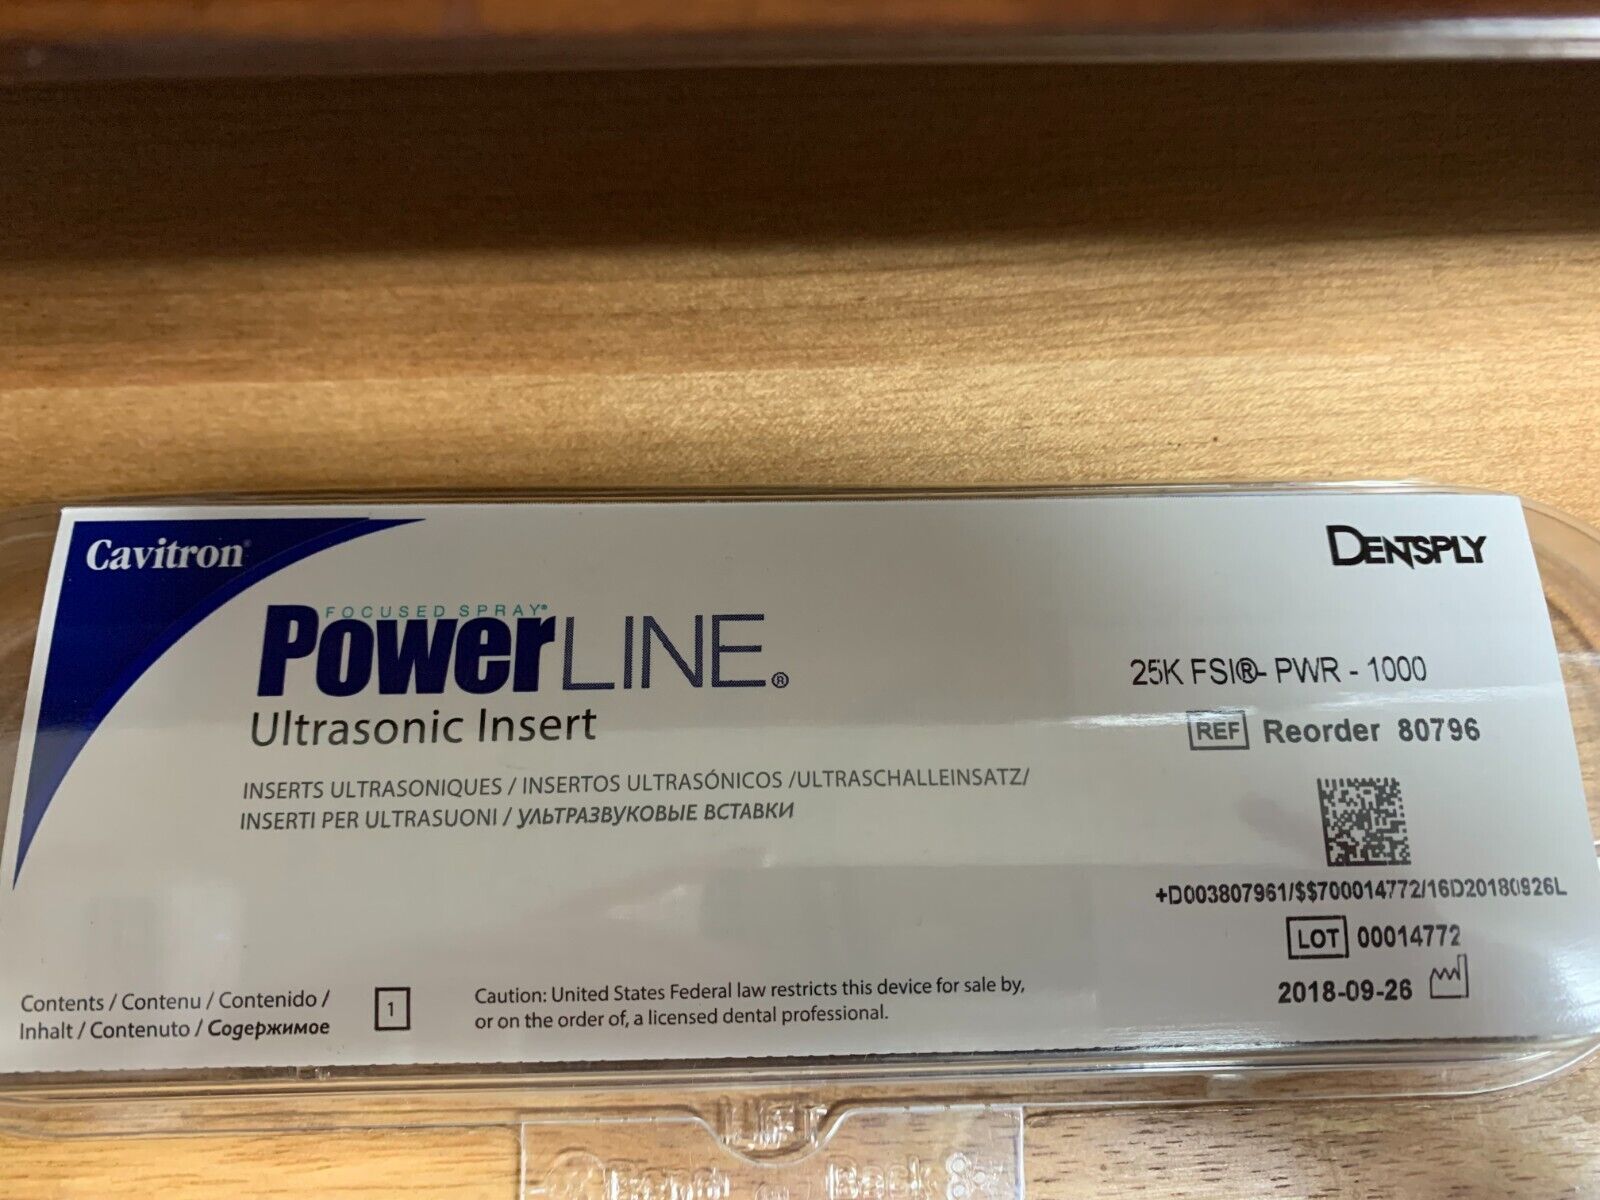 Cavitron®
DENTSPLY
FOCUSED SPRAY®
PowerLINE®
Ultrasonic Insert
25K FSI®- PWR - 1000
REF Reorder 80796
INSERTS ULTRASONIQUES / INSERTOS ULTRASÓNICOS /ULTRASCHALLEINSATZ/
INSERTI PER ULTRASUONI / УЛЬТРАЗВУКОВЫЕ ВСТАВКИ
+D003807961/$$700014772/16D20180926L
LOT 00014772
2018-09-26
Contents / Contenu / Contenido /
Inhalt / Contenuto / Содержимое
1
Caution: United States Federal law restricts this device for sale by,
or on the order of, a licensed dental professional.
Bend Back